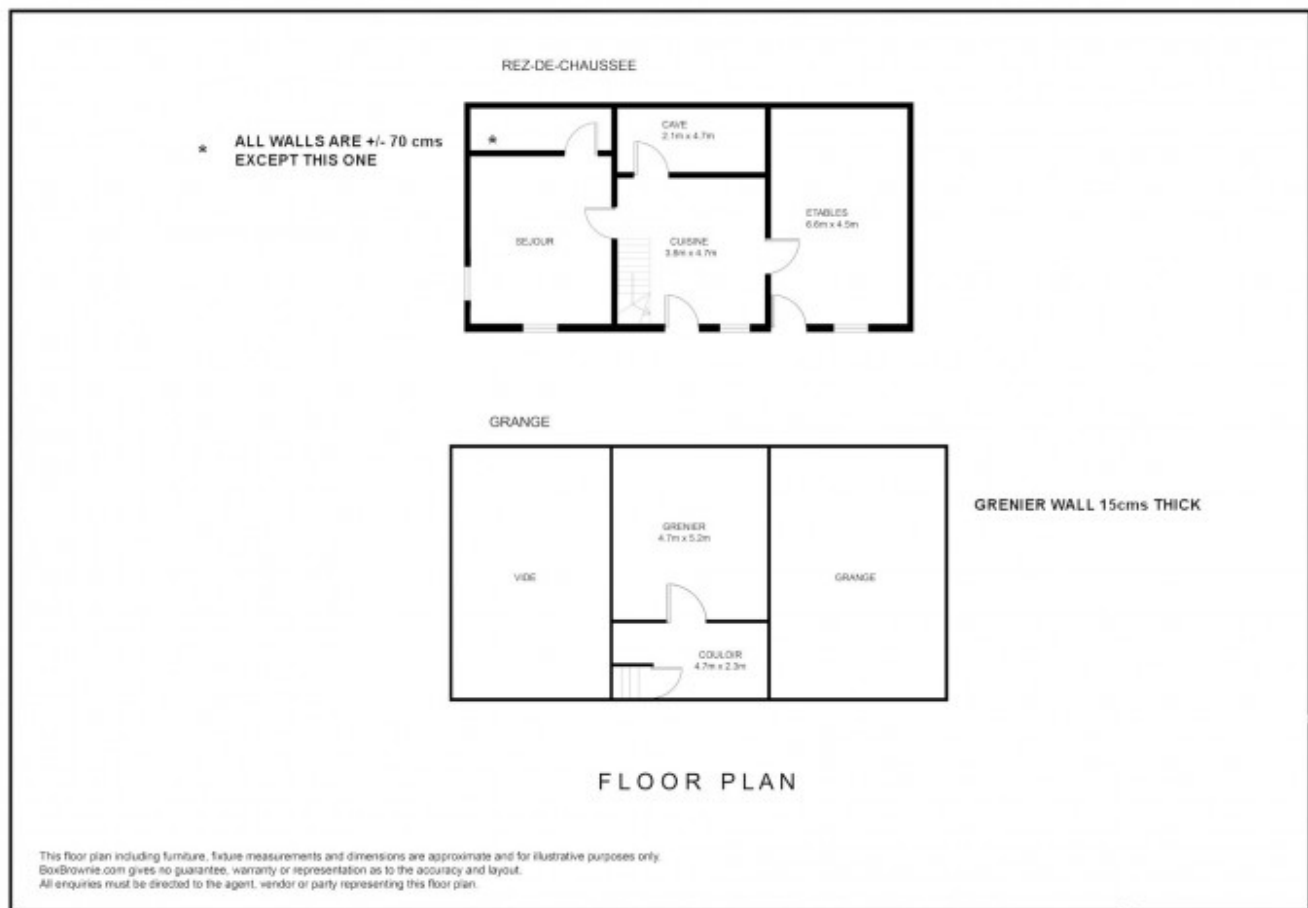 REZ-DE-CHAUSSEE
* ALL WALLS ARE +/- 70 cms
EXCEPT THIS ONE
*
CAVE
2.1m x 4.7m
ETABLES
6.6m x 4.5m
SEJOUR
CUISINE
3.8m x 4.7m
GRANGE
GRENIER WALL 15cms THICK
GRENIER
4.7m x 5.2m
VIDE
GRANGE
COULOIR
4.7m x 2.3m
FLOOR PLAN
This floor plan including furniture, fixture measurements and dimensions are approximate and for illustrative purposes only.
BoxBrownie.com gives no guarantee, warranty or representation as to the accuracy and layout.
All enquiries must be directed to the agent, vendor or party representing this floor plan.